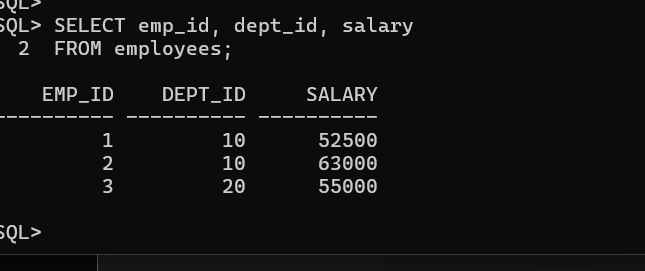 SQL>
SQL> SELECT emp_id, dept_id, salary
2 FROM employees;
EMP_ID DEPT_ID SALARY
---------- ---------- ----------
1 10 52500
2 10 63000
3 20 55000
SQL>